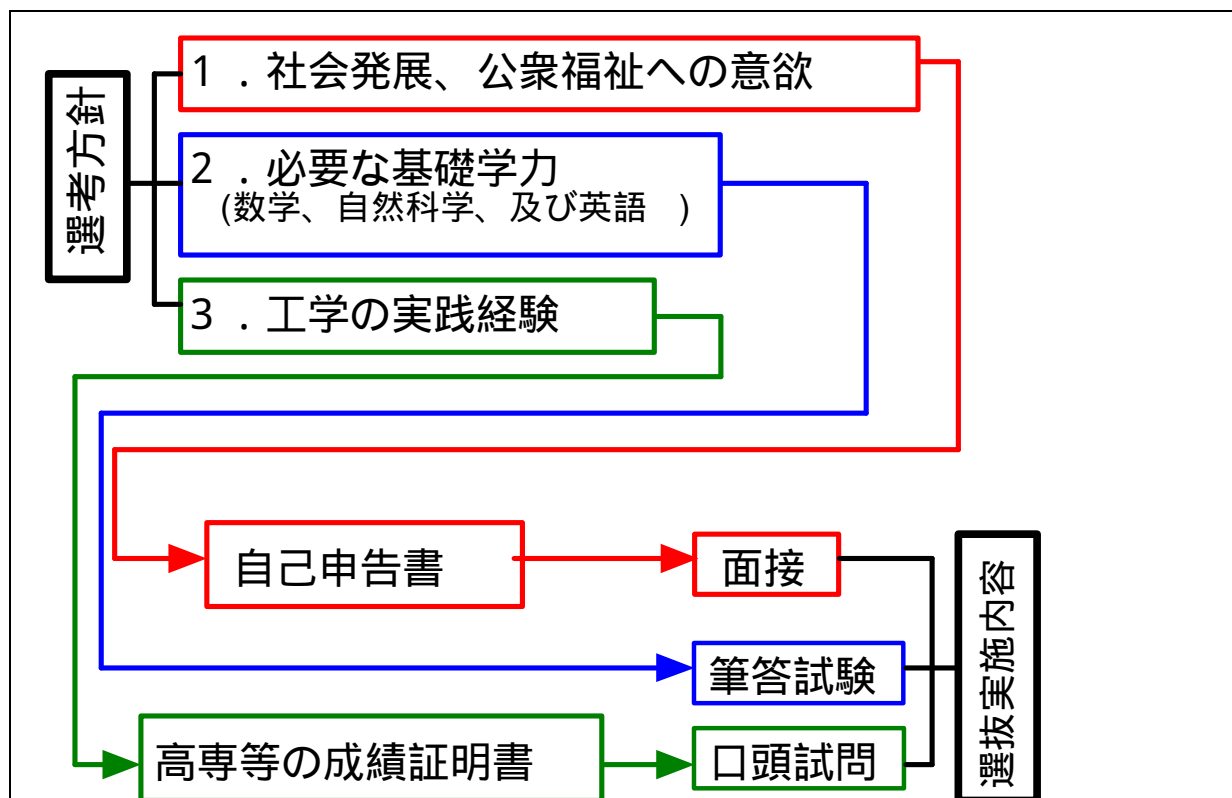 選考方針
1 . 社会発展、公衆福祉への意欲
2 . 必要な基礎学力
(数学、自然科学、及び英語 )
3 . 工学の実践経験
自己申告書
面接
筆答試験
高専等の成績証明書
口頭試問
選抜実施内容